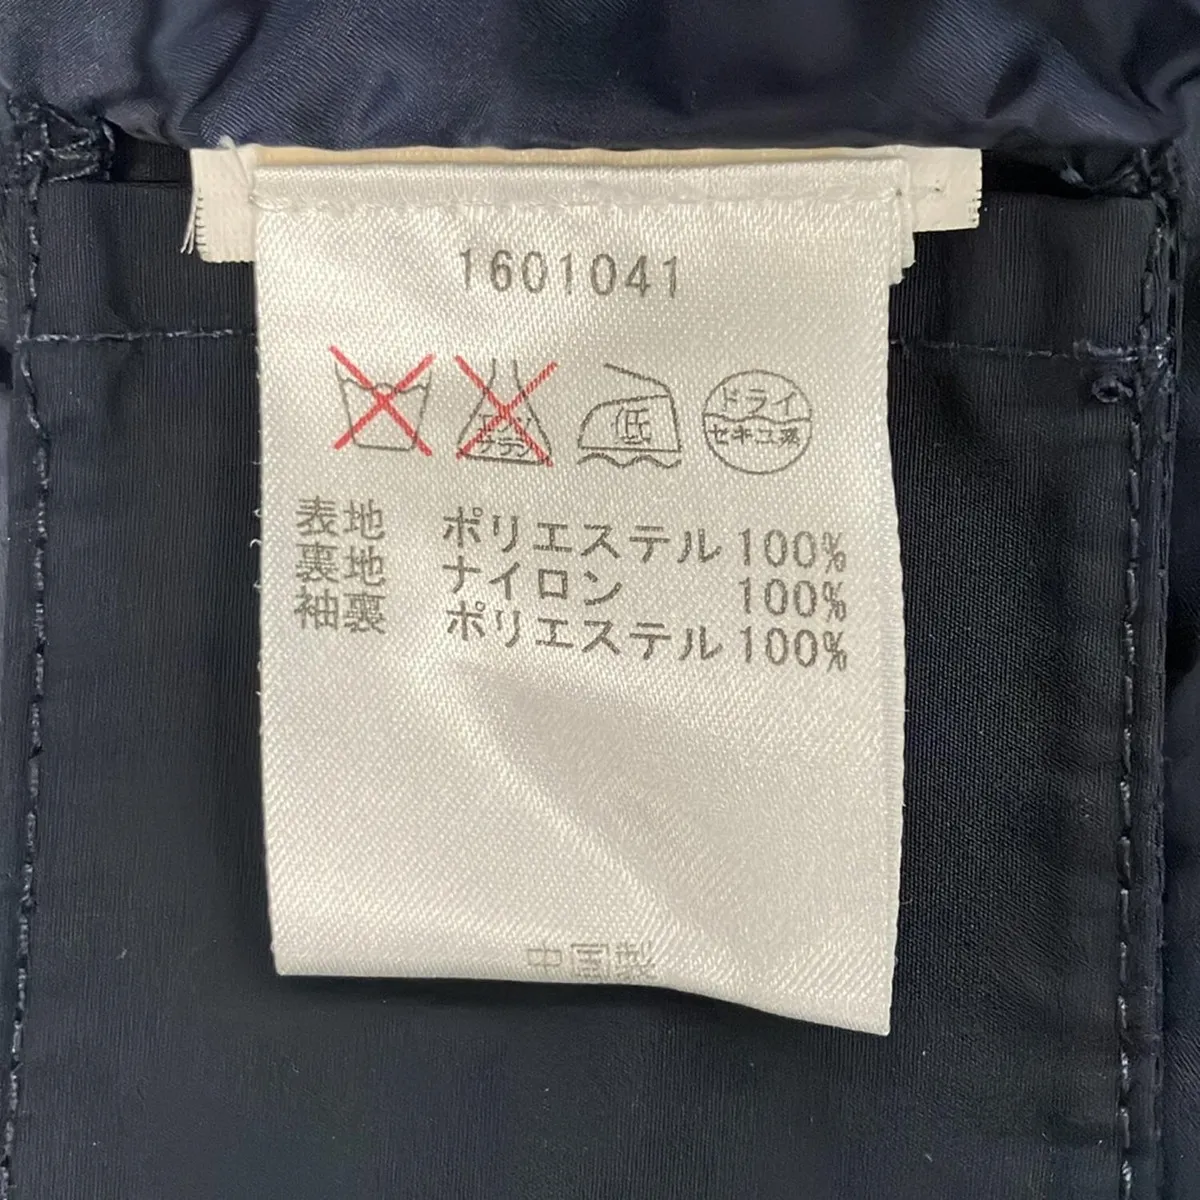 1601041
エンソ
サラシ
低
ドライ
セキユ系
表地 ポリエステル 100%
裏地 ナイロン 100%
袖裏 ポリエステル 100%
中国製